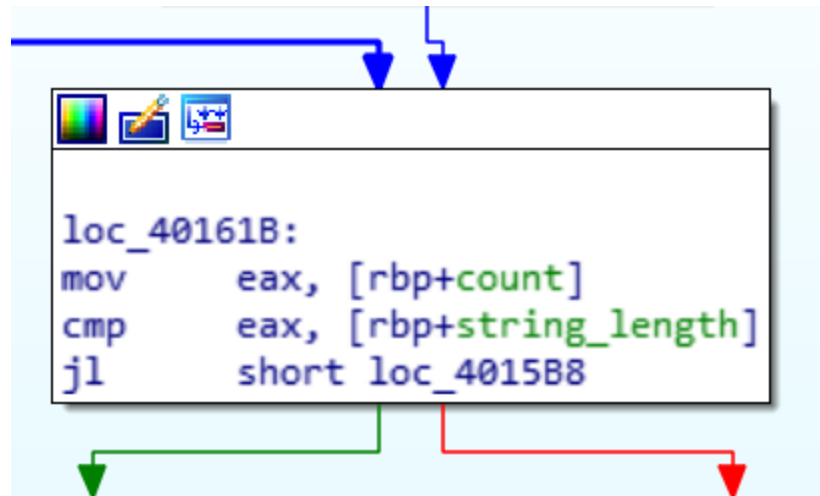 loc_40161B:
mov eax, [rbp+count]
cmp eax, [rbp+string_length]
jl short loc_4015B8